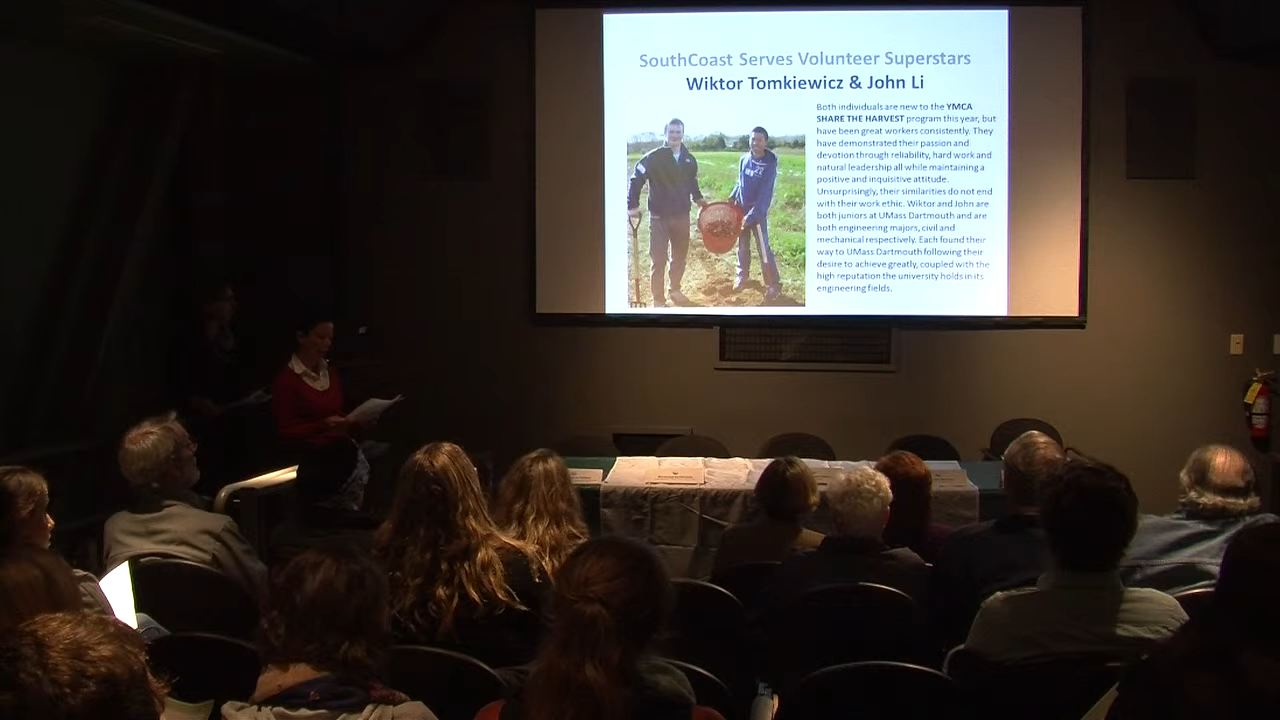 SouthCoast Serves Volunteer Superstars
Wiktor Tomkiewicz & John Li
Both individuals are new to the YMCA
SHARE THE HARVEST program this year, but
have been great workers consistently. They
have demonstrated their passion and
devotion through reliability, hard work and
natural leadership all while maintaining a
positive and inquisitive attitude.
Unsurprisingly, their similarities do not end
with their work ethic. Wiktor and John are
both juniors at UMass Dartmouth and are
both engineering majors, civil and
mechanical respectively. Each found their
way to UMass Dartmouth following their
desire to achieve greatly, coupled with the
high reputation the university holds in its
engineering fields.